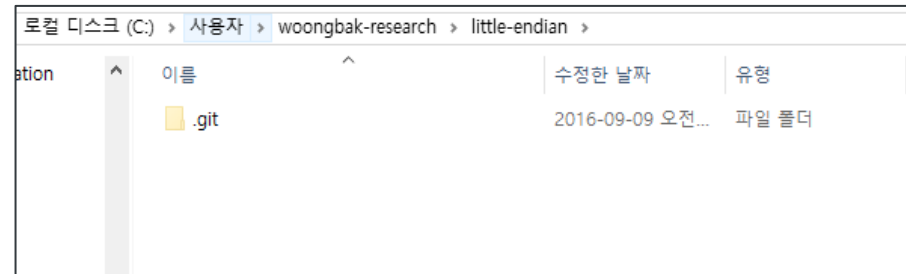 로컬 디스크 (C:) > 사용자 > woongbak-research > little-endian >
ation 이름 수정한 날짜 유형
.git 2016-09-09 오전... 파일 폴더